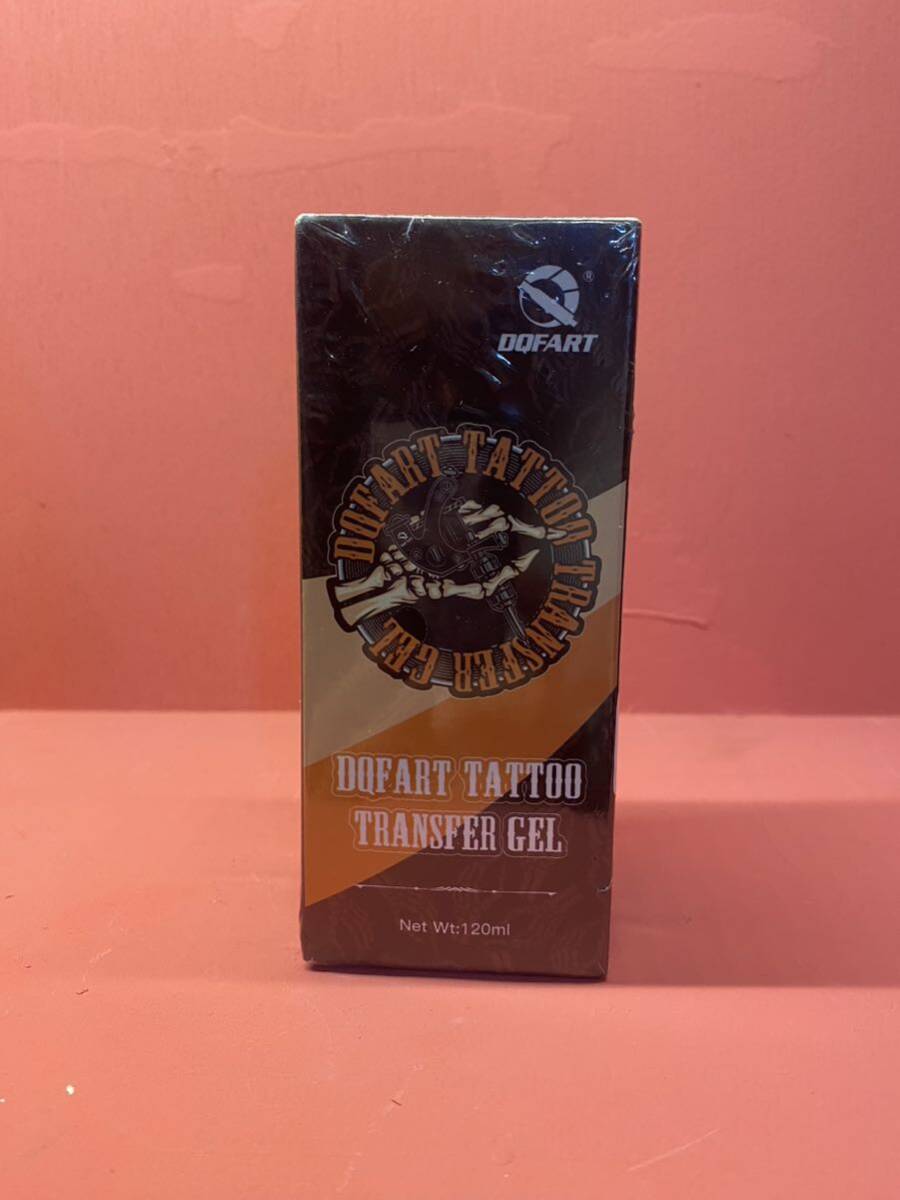 ®
DQFART
DQFART TATTOO TRANSFER GEL
DQFART TATTOO
TRANSFER GEL
Net Wt:120ml